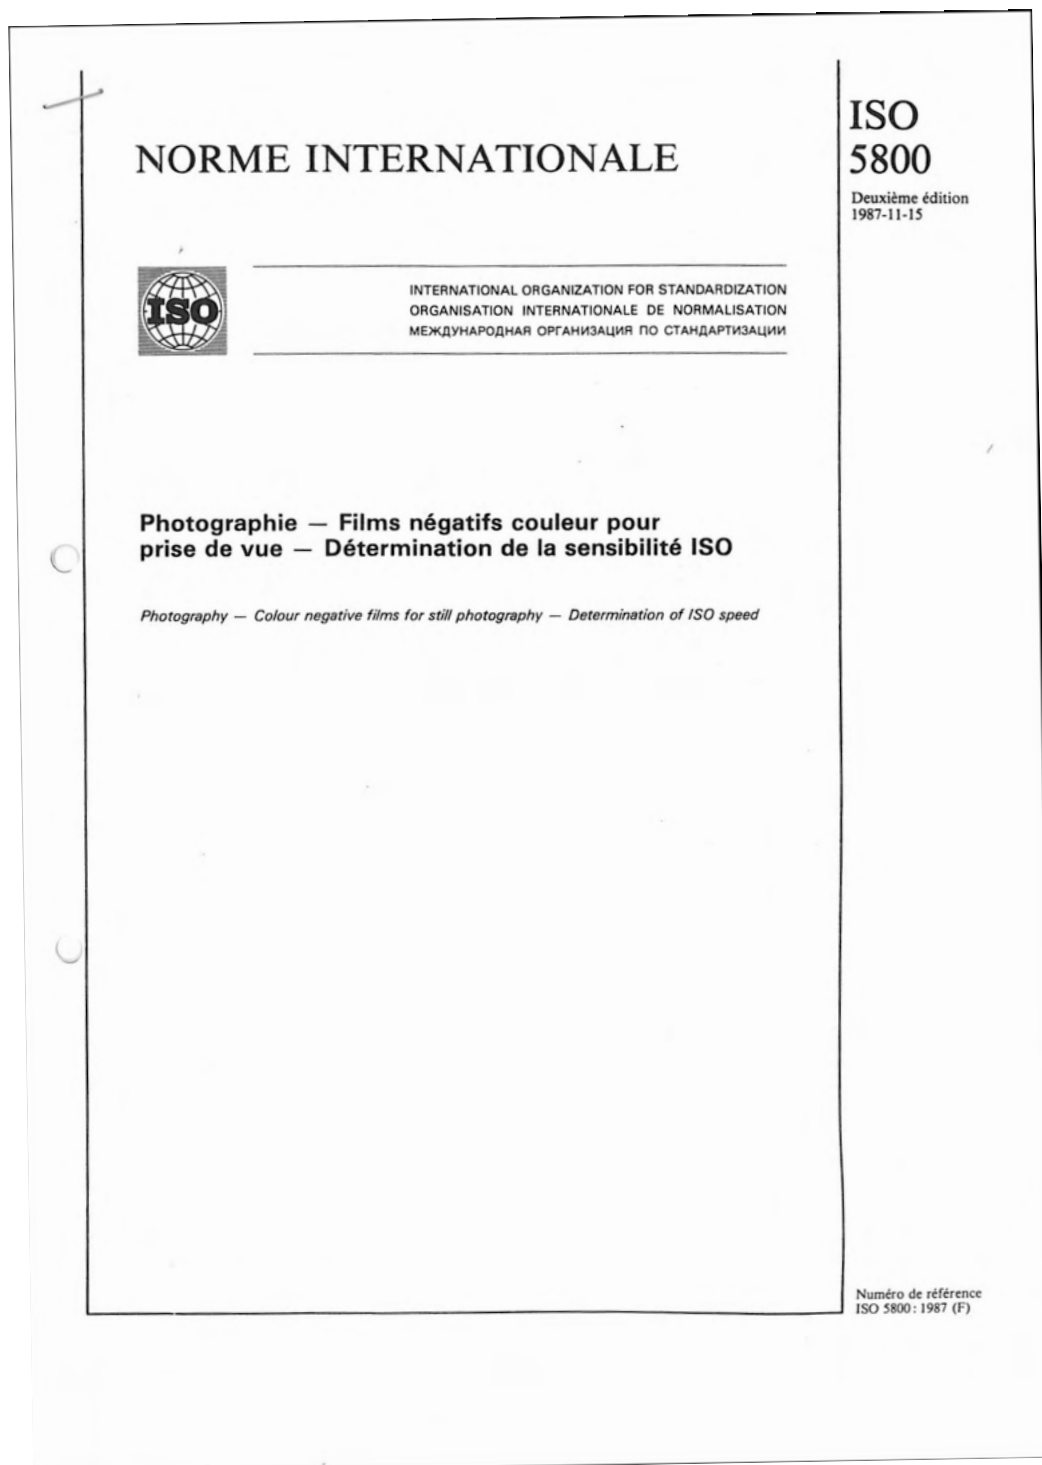 NORME INTERNATIONALE
ISO
5800
Deuxième édition
1987-11-15
ISO
INTERNATIONAL ORGANIZATION FOR STANDARDIZATION
ORGANISATION INTERNATIONALE DE NORMALISATION
МЕЖДУНАРОДНАЯ ОРГАНИЗАЦИЯ ПО СТАНДАРТИЗАЦИИ
Photographie — Films négatifs couleur pour
prise de vue — Détermination de la sensibilité ISO
Photography — Colour negative films for still photography — Determination of ISO speed
Numéro de référence
ISO 5800 : 1987 (F)